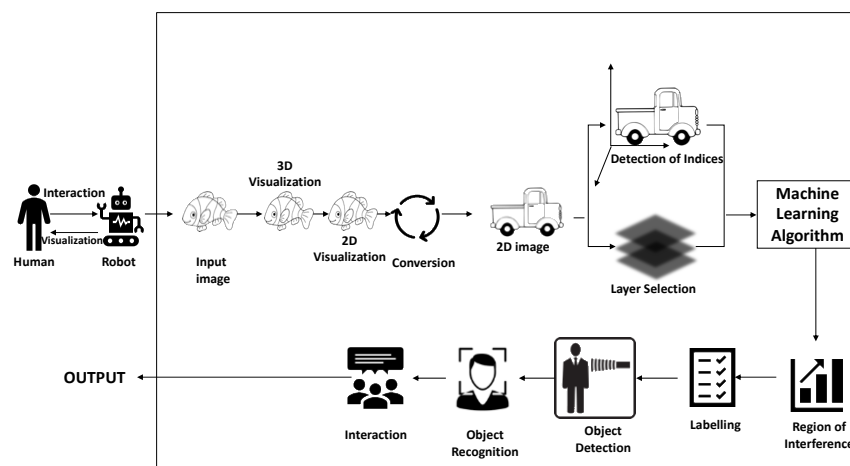 Interaction
Visualization
Human
Robot
Input
image
3D
Visualization
2D
Visualization
Conversion
2D image
Detection of Indices
Layer Selection
Machine
Learning
Algorithm
Region of
Interference
Labelling
Object
Detection
Object
Recognition
Interaction
OUTPUT